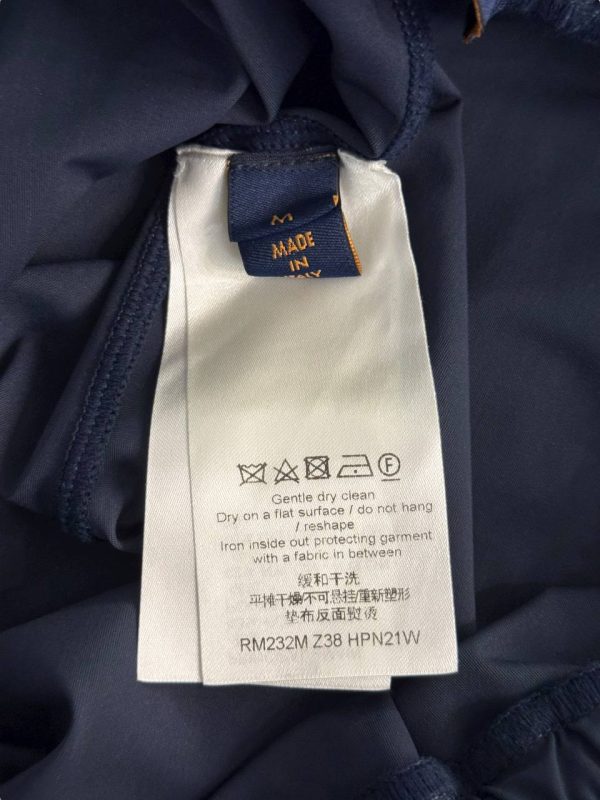 M
MADE
IN
Gentle dry clean
Dry on a flat surface / do not hang
/ reshape
Iron inside out protecting garment
with a fabric in between
缓和干洗
平摊干燥不可悬挂/重新塑形
垫布反面熨烫
RM232M Z38 HPN21W